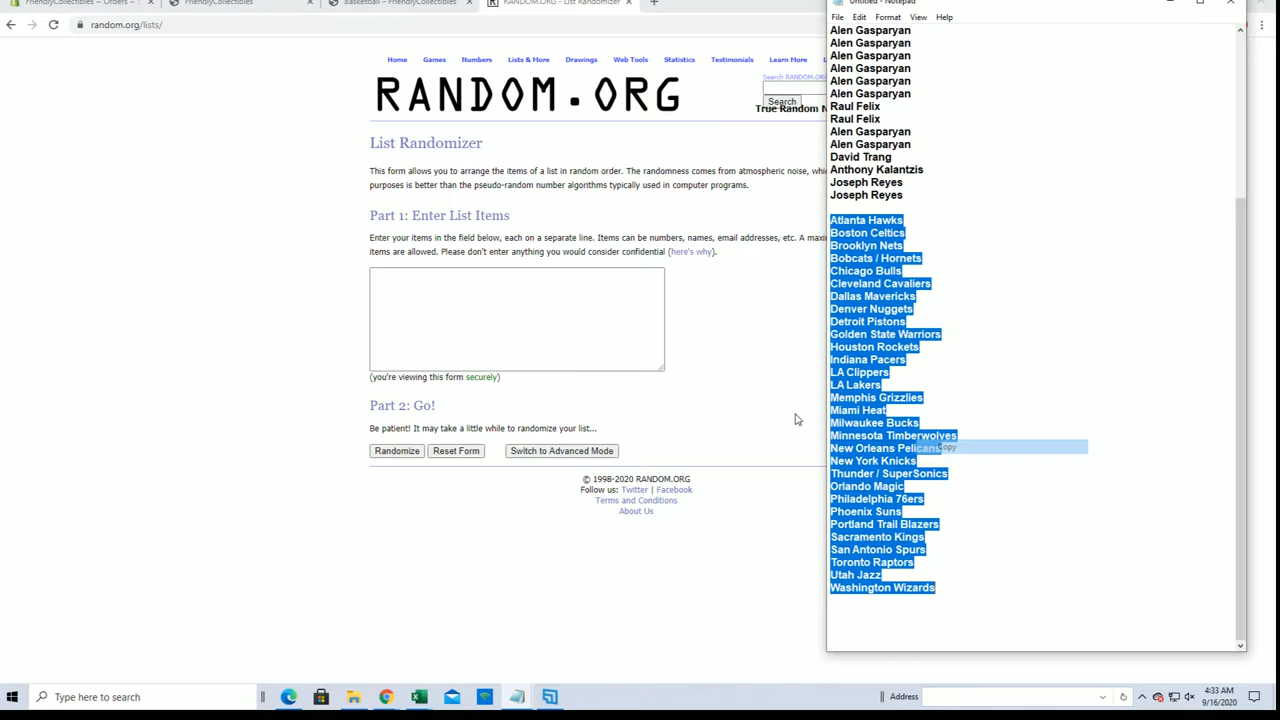 FriendlyCollectibles – Orders –
FriendlyCollectibles
Basketball – FriendlyCollectibles
RANDOM.ORG - List Randomizer
random.org/lists/
Home Games Numbers Lists & More Drawings Web Tools Statistics Testimonials Learn More
RANDOM.ORG
Search RANDOM.ORG
Search
True Random N
List Randomizer
This form allows you to arrange the items of a list in random order. The randomness comes from atmospheric noise, whic
purposes is better than the pseudo-random number algorithms typically used in computer programs.
Part 1: Enter List Items
Enter your items in the field below, each on a separate line. Items can be numbers, names, email addresses, etc. A maxi
items are allowed. Please don't enter anything you would consider confidential (here's why).
(you're viewing this form securely)
Part 2: Go!
Be patient! It may take a little while to randomize your list...
Randomize Reset Form Switch to Advanced Mode
© 1998-2020 RANDOM.ORG
Follow us: Twitter | Facebook
Terms and Conditions
About Us
Untitled - Notepad
File Edit Format View Help
Alen Gasparyan
Alen Gasparyan
Alen Gasparyan
Alen Gasparyan
Alen Gasparyan
Alen Gasparyan
Raul Felix
Raul Felix
Alen Gasparyan
Alen Gasparyan
David Trang
Anthony Kalantzis
Joseph Reyes
Joseph Reyes
Atlanta Hawks
Boston Celtics
Brooklyn Nets
Bobcats / Hornets
Chicago Bulls
Cleveland Cavaliers
Dallas Mavericks
Denver Nuggets
Detroit Pistons
Golden State Warriors
Houston Rockets
Indiana Pacers
LA Clippers
LA Lakers
Memphis Grizzlies
Miami Heat
Milwaukee Bucks
Minnesota Timberwolves
New Orleans Pelicans
Copy
New York Knicks
Thunder / SuperSonics
Orlando Magic
Philadelphia 76ers
Phoenix Suns
Portland Trail Blazers
Sacramento Kings
San Antonio Spurs
Toronto Raptors
Utah Jazz
Washington Wizards
Type here to search
Address
4:33 AM
9/16/2020